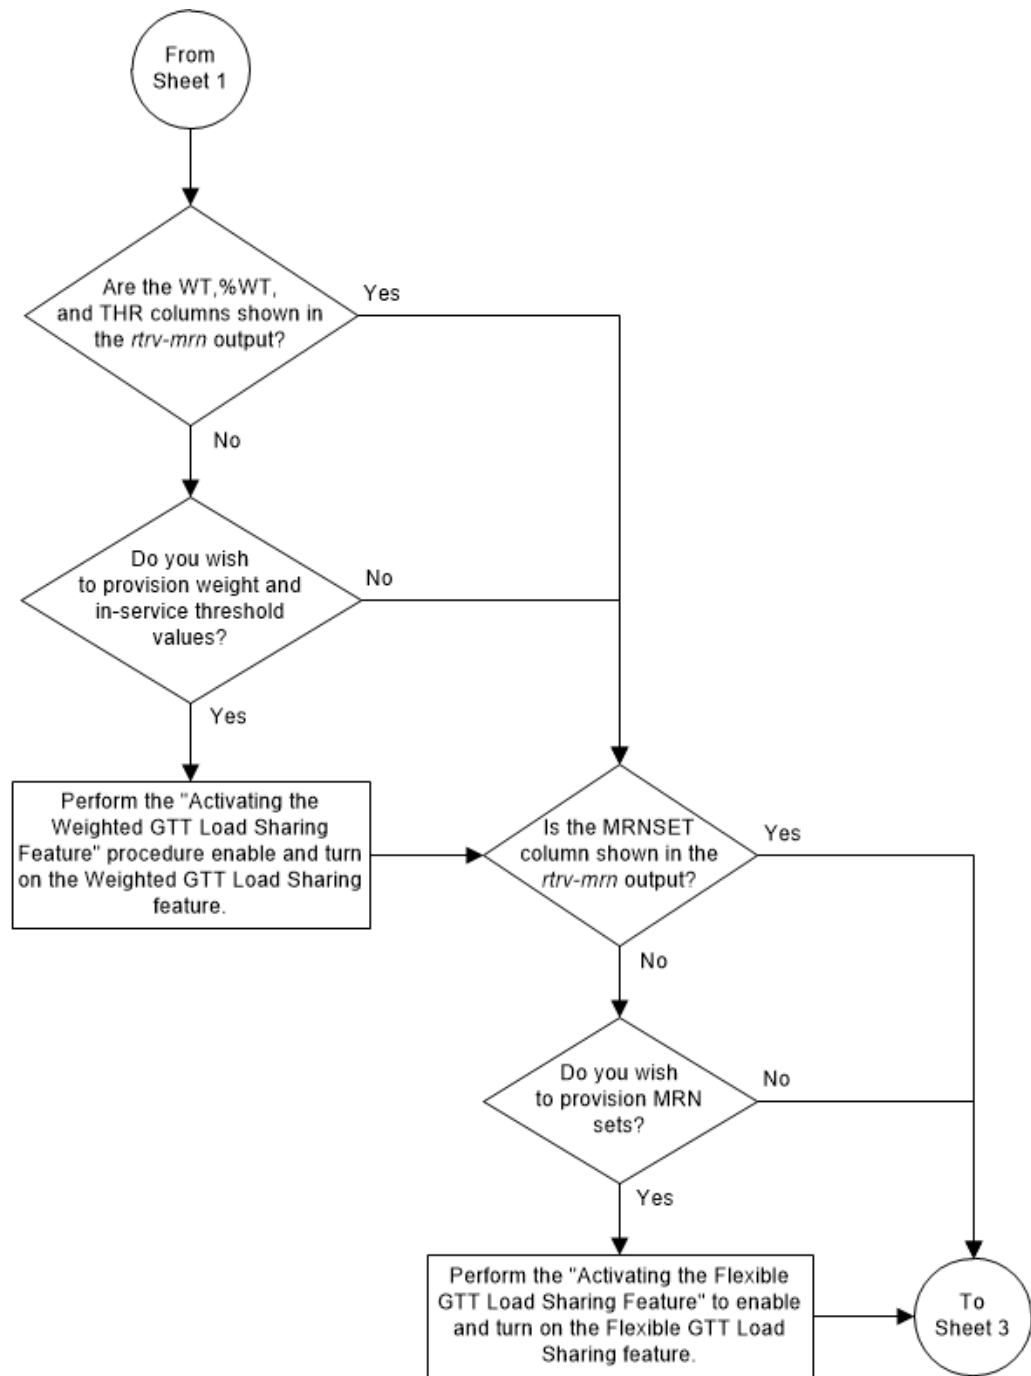 From
Sheet 1
Are the WT,%WT,
and THR columns shown in
the rtrv-mrn output?
Yes
No
Do you wish
to provision weight and
in-service threshold
values?
No
Yes
Perform the "Activating the
Weighted GTT Load Sharing
Feature" procedure enable and turn
on the Weighted GTT Load Sharing
feature.
Is the MRNSET
column shown in the
rtrv-mrn output?
Yes
No
Do you wish
to provision MRN
sets?
No
Yes
Perform the "Activating the Flexible
GTT Load Sharing Feature" to enable
and turn on the Flexible GTT Load
Sharing feature.
To
Sheet 3